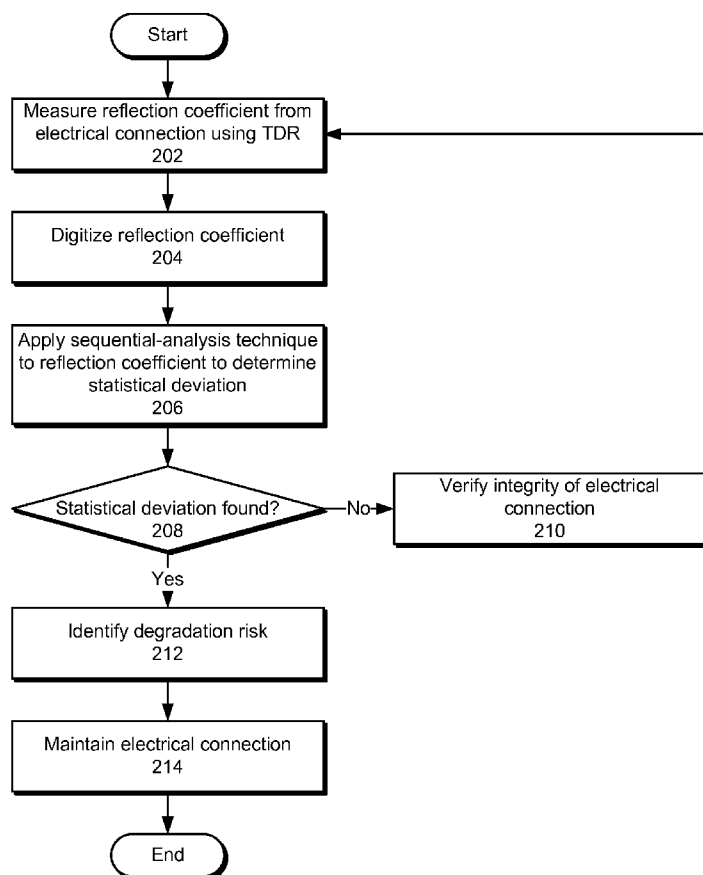 Start
Measure reflection coefficient from
electrical connection using TDR
202
Digitize reflection coefficient
204
Apply sequential-analysis technique
to reflection coefficient to determine
statistical deviation
206
Statistical deviation found?
208
No
Verify integrity of electrical
connection
210
Yes
Identify degradation risk
212
Maintain electrical connection
214
End